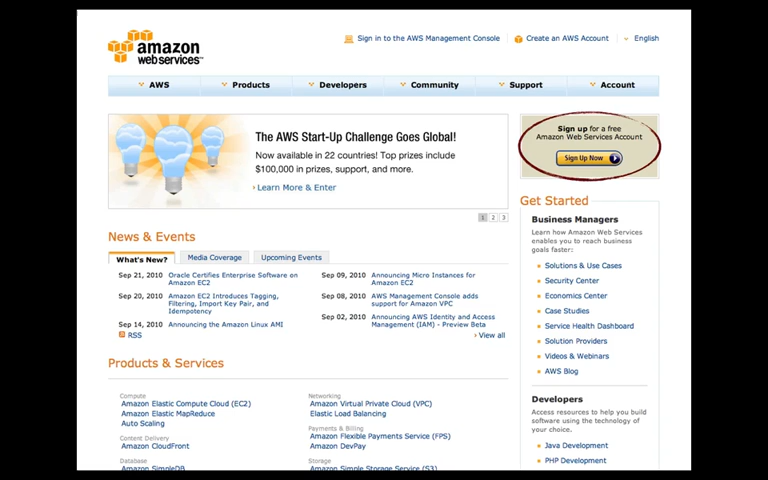 amazon
webservices™
Sign in to the AWS Management Console
Create an AWS Account
English
AWS
Products
Developers
Community
Support
Account
The AWS Start-Up Challenge Goes Global!
Now available in 22 countries! Top prizes include
$100,000 in prizes, support, and more.
Learn More & Enter
1 2 3
Sign up for a free
Amazon Web Services Account
Sign Up Now
News & Events
What's New?
Media Coverage
Upcoming Events
Sep 21, 2010 Oracle Certifies Enterprise Software on
Amazon EC2
Sep 20, 2010 Amazon EC2 Introduces Tagging,
Filtering, Import Key Pair, and
Idempotency
Sep 14, 2010 Announcing the Amazon Linux AMI
RSS
Sep 09, 2010 Announcing Micro Instances for
Amazon EC2
Sep 08, 2010 AWS Management Console adds
support for Amazon VPC
Sep 02, 2010 Announcing AWS Identity and Access
Management (IAM) - Preview Beta
View all
Products & Services
Compute
Amazon Elastic Compute Cloud (EC2)
Amazon Elastic MapReduce
Auto Scaling
Content Delivery
Amazon CloudFront
Database
Amazon SimpleDB
Networking
Amazon Virtual Private Cloud (VPC)
Elastic Load Balancing
Payments & Billing
Amazon Flexible Payments Service (FPS)
Amazon DevPay
Storage
Amazon Simple Storage Service (S3)
Get Started
Business Managers
Learn how Amazon Web Services
enables you to reach business
goals faster:
Solutions & Use Cases
Security Center
Economics Center
Case Studies
Service Health Dashboard
Solution Providers
Videos & Webinars
AWS Blog
Developers
Access resources to help you build
software using the technology of
your choice.
Java Development
PHP Development